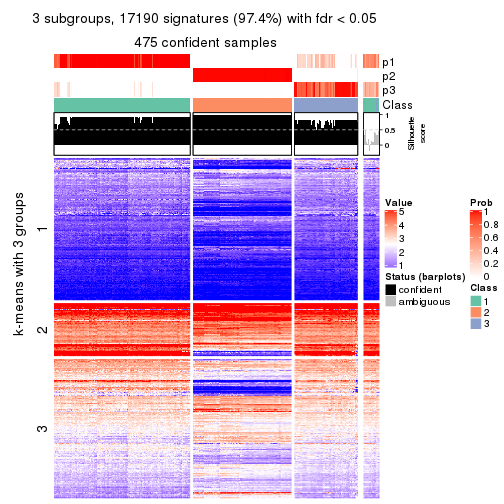 3 subgroups, 17190 signatures (97.4%) with fdr < 0.05
475 confident samples
p1
p2
p3
Class
1
0.5
0
Silhouette
score
k-means with 3 groups
1
2
3
Value
5
4
3
2
1
Status (barplots)
confident
ambiguous
Prob
1
0.8
0.6
0.4
0.2
0
Class
1
2
3